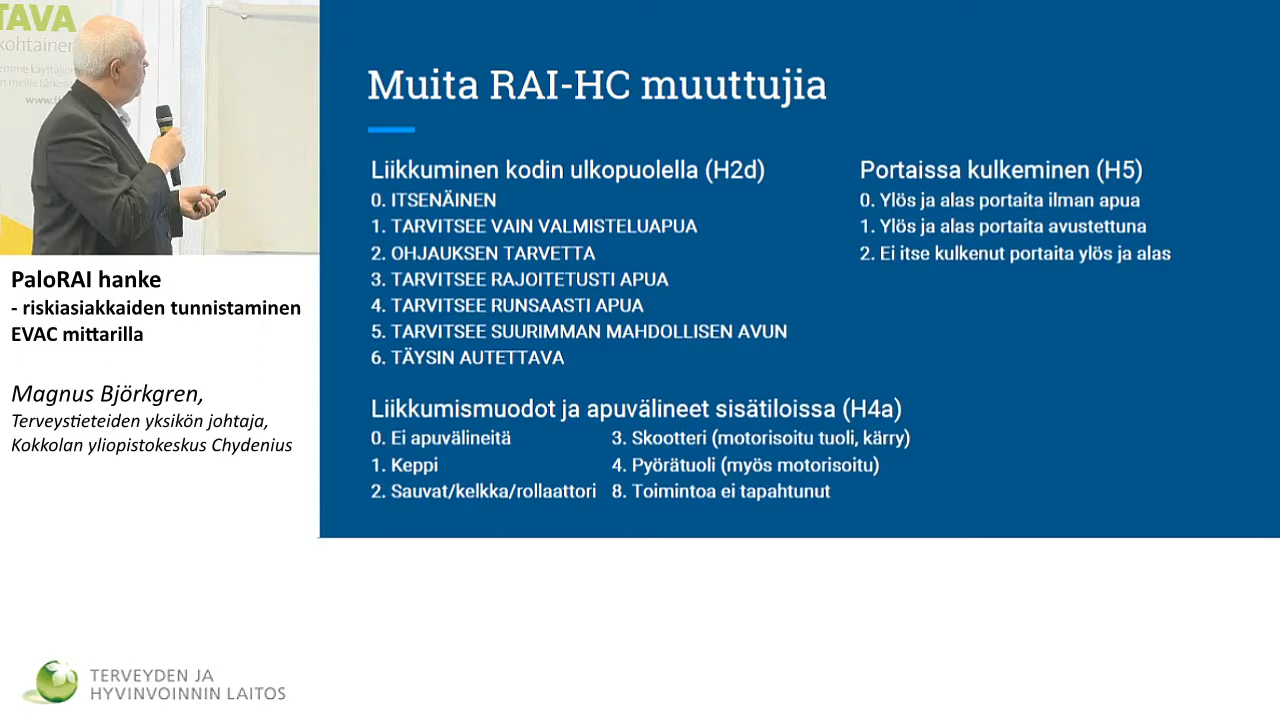 TAVA
kohtainen
Muita RAI-HC muuttujia
Liikkuminen kodin ulkopuolella (H2d)
0. ITSENÄINEN
1. TARVITSEE VAIN VALMISTELUAPUA
2. OHJAUKSEN TARVETTA
3. TARVITSEE RAJOITETUSTI APUA
4. TARVITSEE RUNSAASTI APUA
5. TARVITSEE SUURIMMAN MAHDOLLISEN AVUN
6. TÄYSIN AUTETTAVA
Portaissa kulkeminen (H5)
0. Ylös ja alas portaita ilman apua
1. Ylös ja alas portaita avustettuna
2. Ei itse kulkenut portaita ylös ja alas
Liikkumismuodot ja apuvälineet sisätiloissa (H4a)
0. Ei apuvälineitä
1. Keppi
2. Sauvat/kelkka/rollaattori
3. Skootteri (motorisoitu tuoli, kärry)
4. Pyörätuoli (myös motorisoitu)
8. Toimintoa ei tapahtunut
PaloRAI hanke
- riskiasiakkaiden tunnistaminen
EVAC mittarilla
Magnus Björkgren,
Terveystieteiden yksikön johtaja,
Kokkolan yliopistokeskus Chydenius
TERVEYDEN JA
HYVINVOINNIN LAITOS